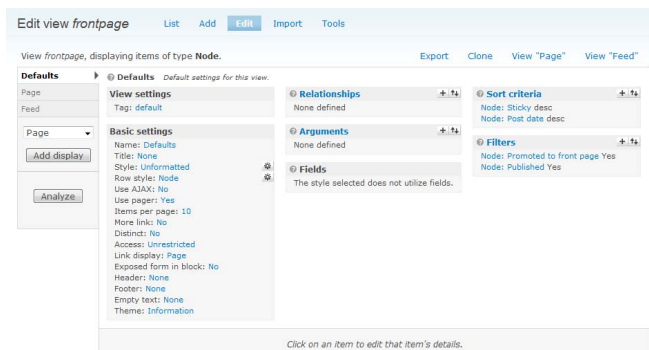 Edit view frontpage
List Add Edit Import Tools
View frontpage, displaying items of type Node.
Export Clone View "Page" View "Feed"
Defaults
Page
Feed
Page
Add display
Analyze
Defaults Default settings for this view.
View settings
Tag: default
Basic settings
Name: Defaults
Title: None
Style: Unformatted
Row style: Node
Use AJAX: No
Use pager: Yes
Items per page: 10
More link: No
Distinct: No
Access: Unrestricted
Link display: Page
Exposed form in block: No
Header: None
Footer: None
Empty text: None
Theme: Information
Relationships
None defined
Arguments
None defined
Fields
The style selected does not utilize fields.
Sort criteria
Node: Sticky desc
Node: Post date desc
Filters
Node: Promoted to front page Yes
Node: Published Yes
Click on an item to edit that item's details.